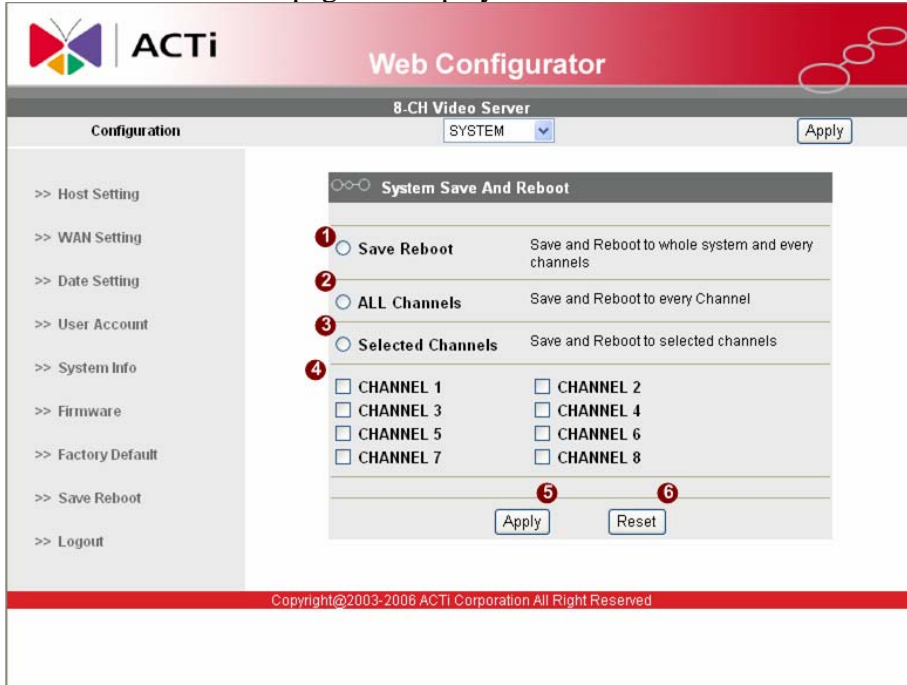 ACTi
Web Configurator
8-CH Video Server
Configuration SYSTEM Apply
>> Host Setting
>> WAN Setting
>> Date Setting
>> User Account
>> System Info
>> Firmware
>> Factory Default
>> Save Reboot
>> Logout
System Save And Reboot
1 Save Reboot Save and Reboot to whole system and every
channels
2 ALL Channels Save and Reboot to every Channel
3 Selected Channels Save and Reboot to selected channels
4 CHANNEL 1 CHANNEL 2
CHANNEL 3 CHANNEL 4
CHANNEL 5 CHANNEL 6
CHANNEL 7 CHANNEL 8
5 6
Apply Reset
Copyright@2003-2006 ACTi Corporation All Right Reserved